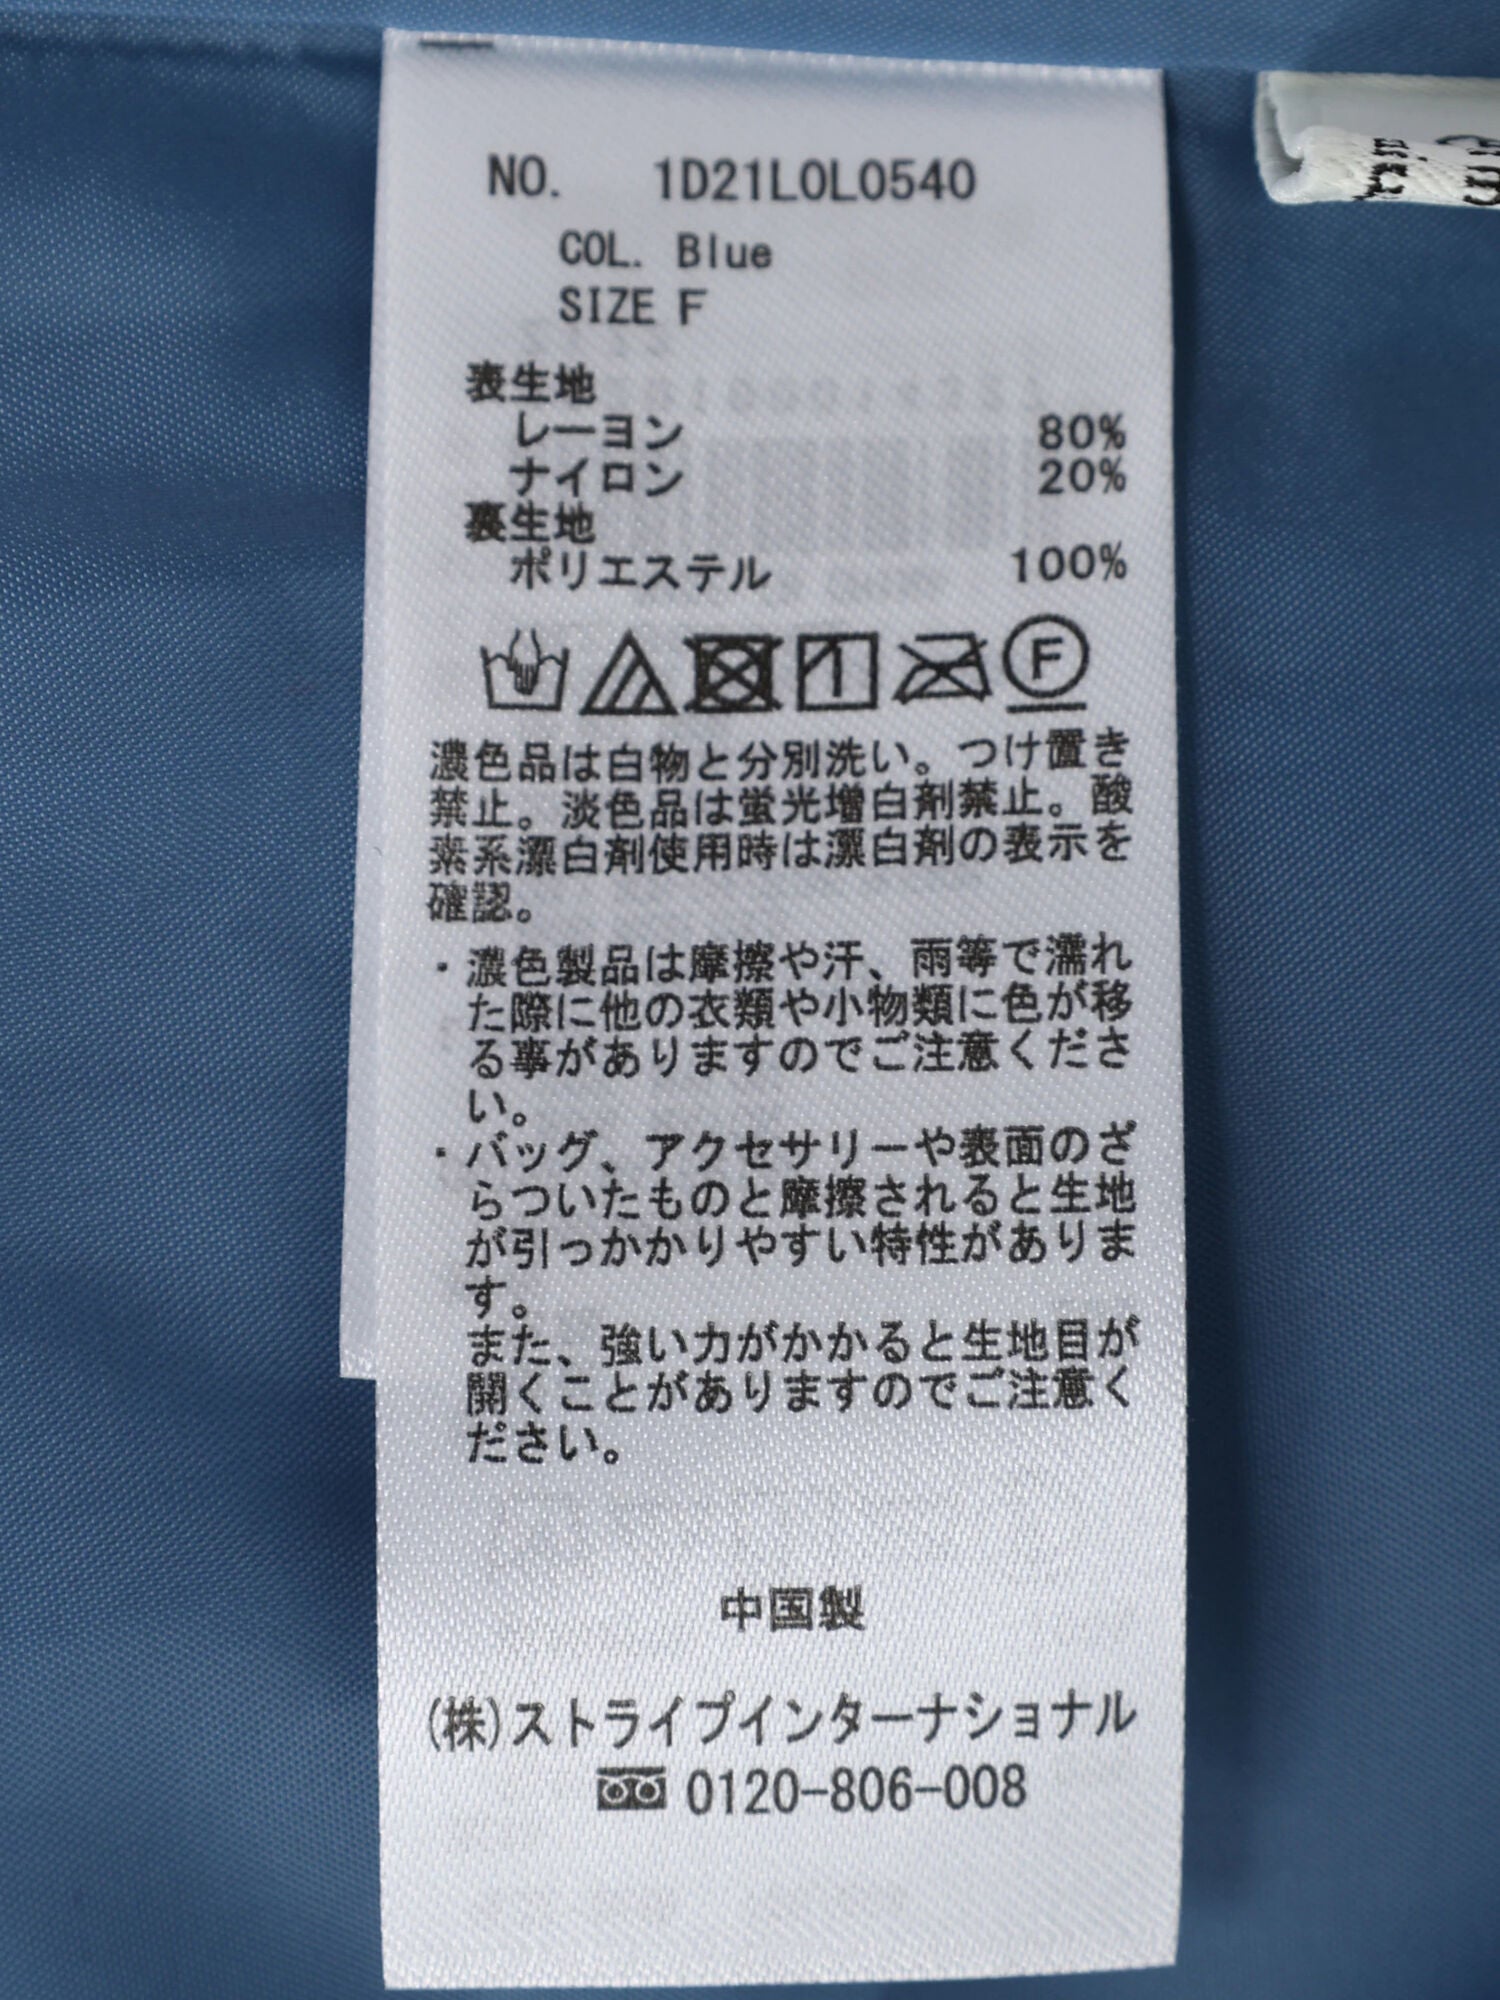 NO. 1D21L0L0540
COL. Blue
SIZE F
表生地
レーヨン 80%
ナイロン 20%
裏生地
ポリエステル 100%
F
濃色品は白物と分別洗い。つけ置き
禁止。淡色品は蛍光増白剤禁止。酸
素系漂白剤使用時は漂白剤の表示を
確認。
・濃色製品は摩擦や汗、雨等で濡れ
た際に他の衣類や小物類に色が移
る事がありますのでご注意くださ
い。
・バッグ、アクセサリーや表面のざ
らついたものと摩擦されると生地
が引っかかりやすい特性がありま
す。
また、強い力がかかると生地目が
開くことがありますのでご注意く
ださい。
中国製
(株)ストライプインターナショナル
0120-806-008